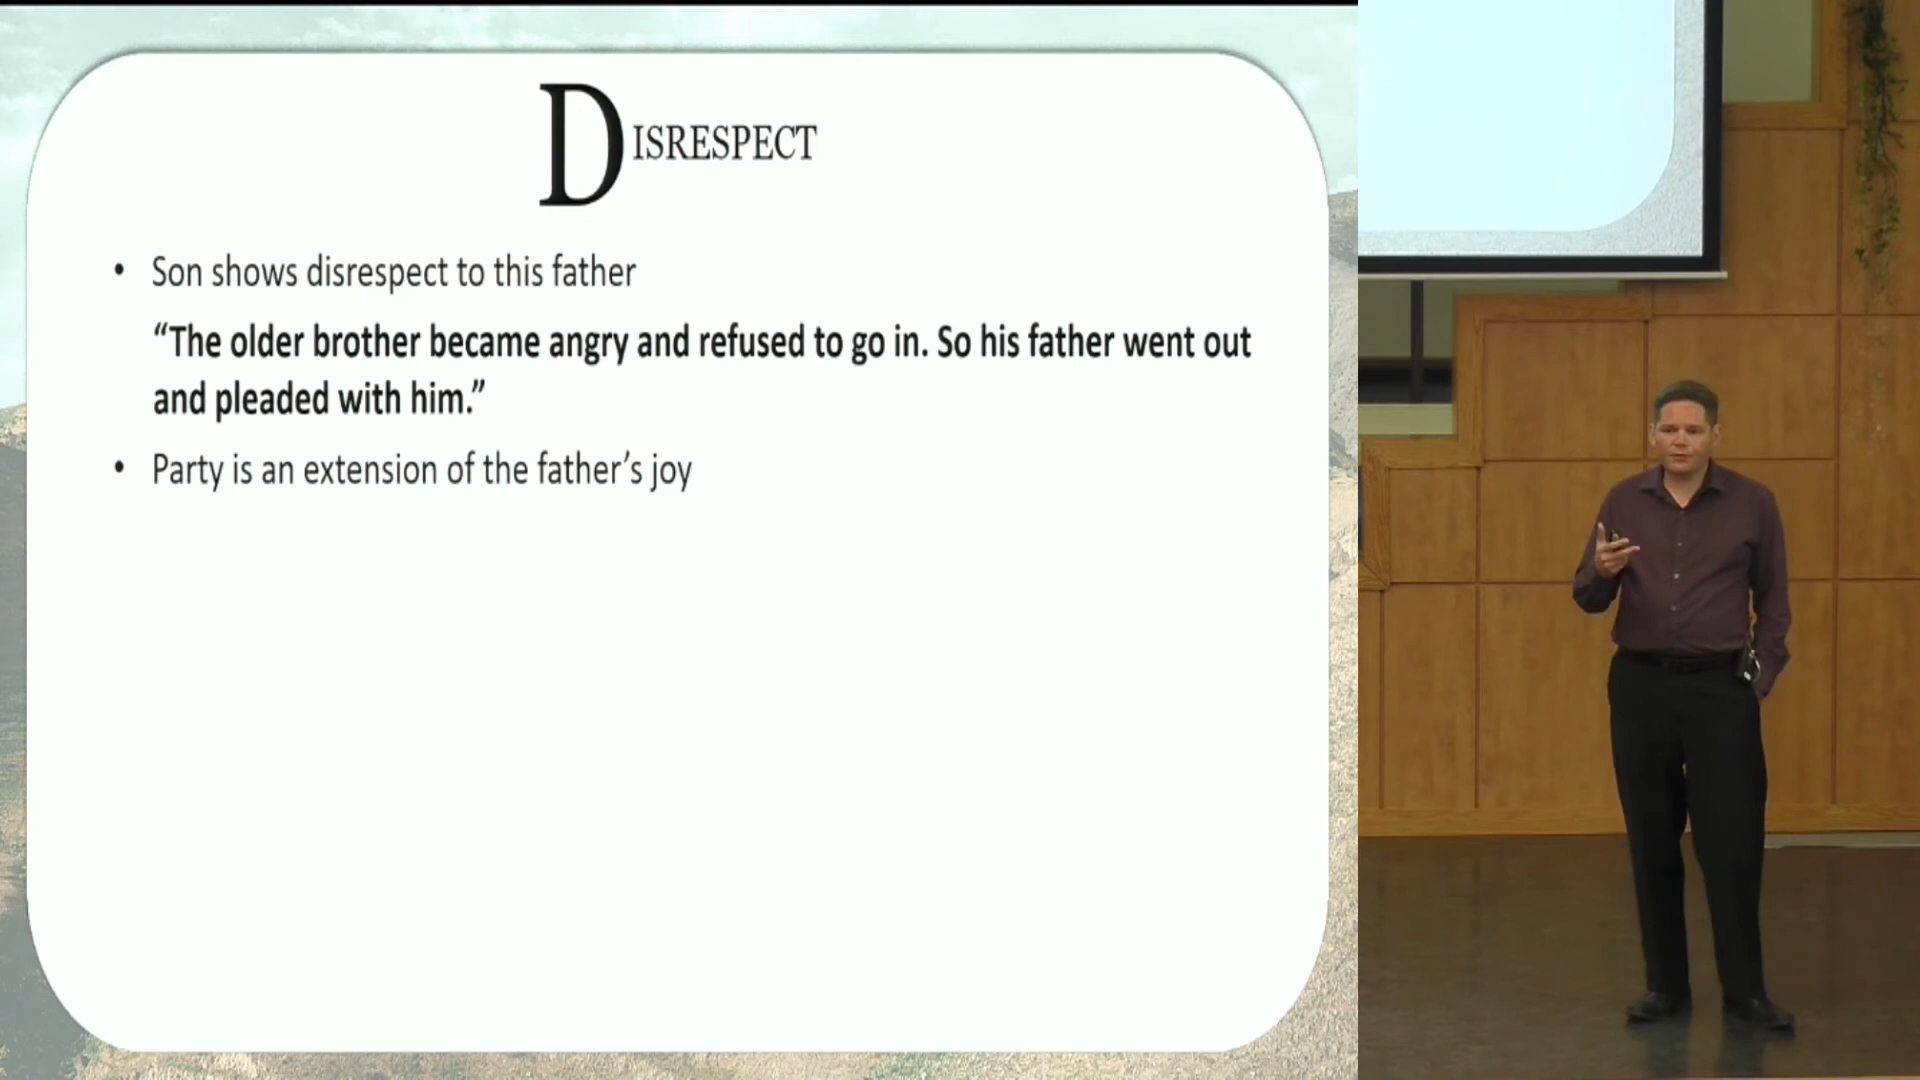 DISRESPECT
• Son shows disrespect to this father
“The older brother became angry and refused to go in. So his father went out
and pleaded with him.”
• Party is an extension of the father’s joy